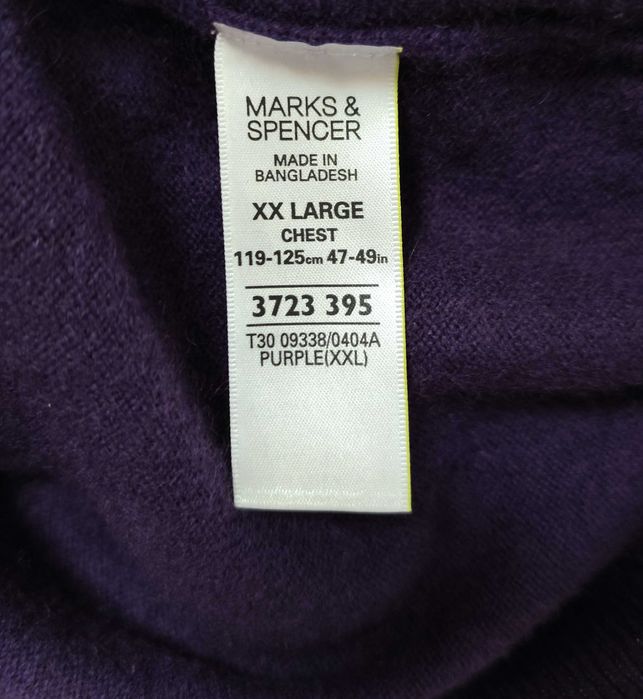 MARKS &
SPENCER
MADE IN
BANGLADESH
XX LARGE
CHEST
119-125cm 47-49in
3723 395
T30 09338/0404A
PURPLE(XXL)